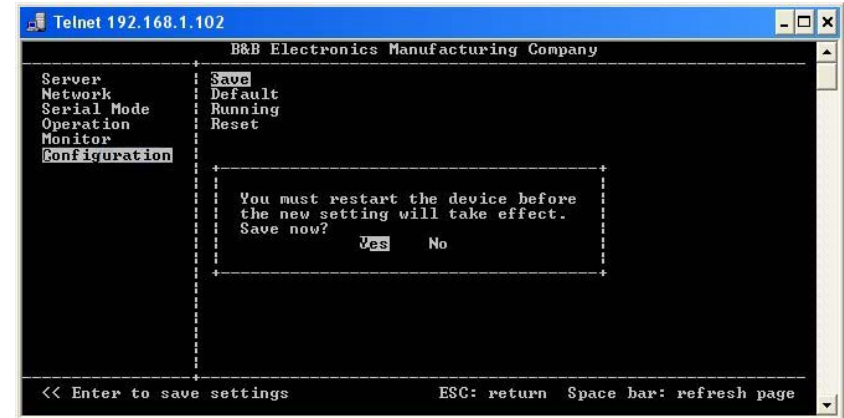 Telnet 192.168.1.102
B&B Electronics Manufacturing Company
Server
Network
Serial Mode
Operation
Monitor
Configuration
Save
Default
Running
Reset
You must restart the device before
the new setting will take effect.
Save now?
Yes No
<< Enter to save settings ESC: return Space bar: refresh page